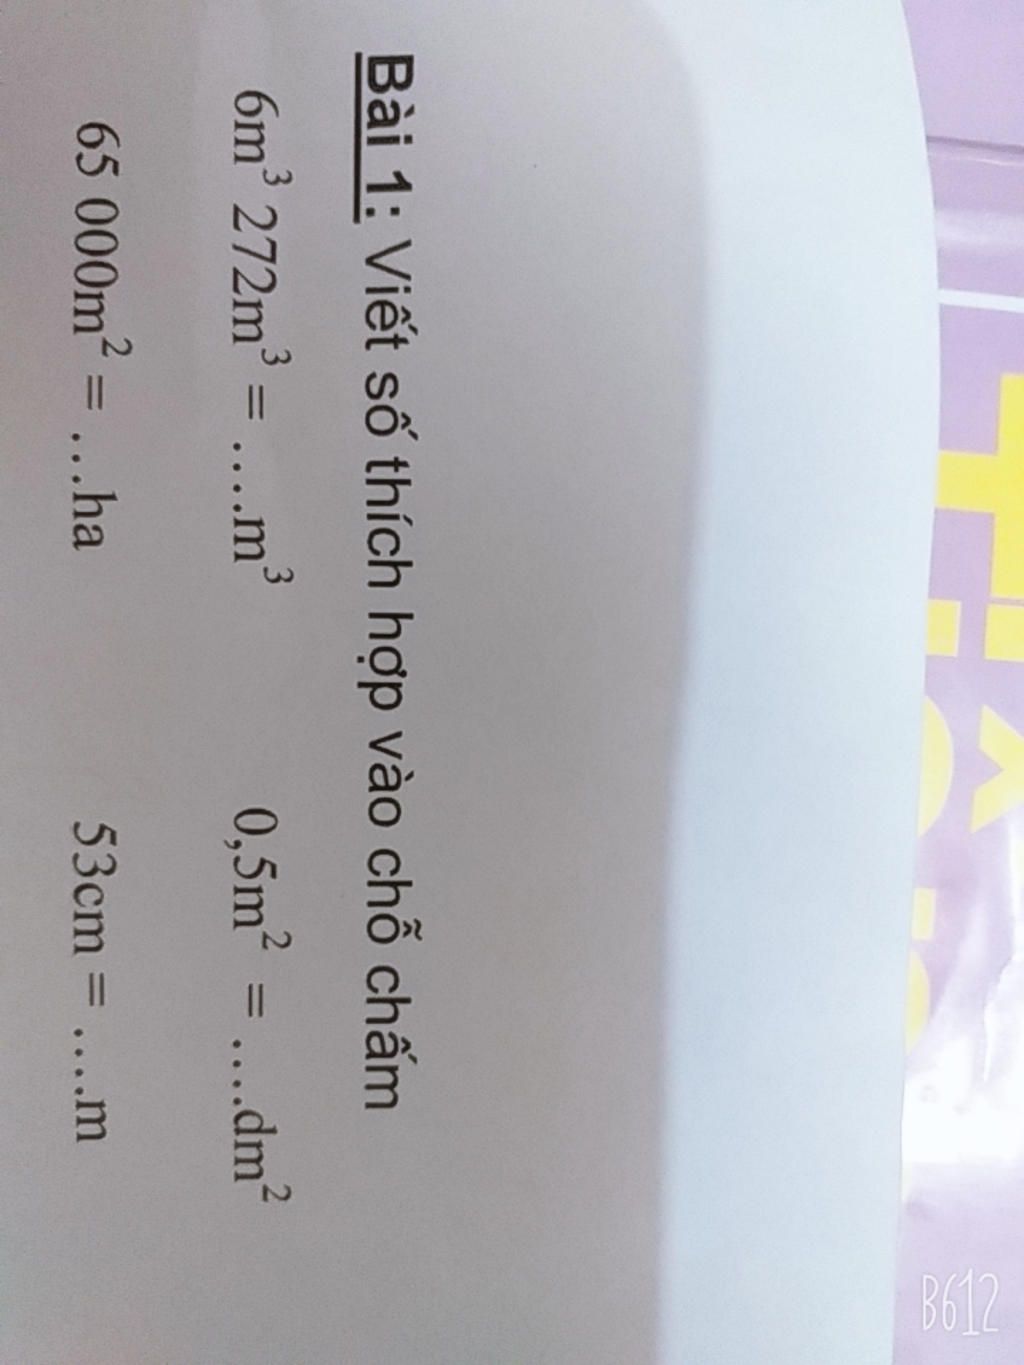 Bài 1: Viết số thích hợp vào chỗ chấm
6m³ 272m³ = ....m³ 0,5m² = ....dm²
65 000m² = ...ha 53cm = ....m
B612